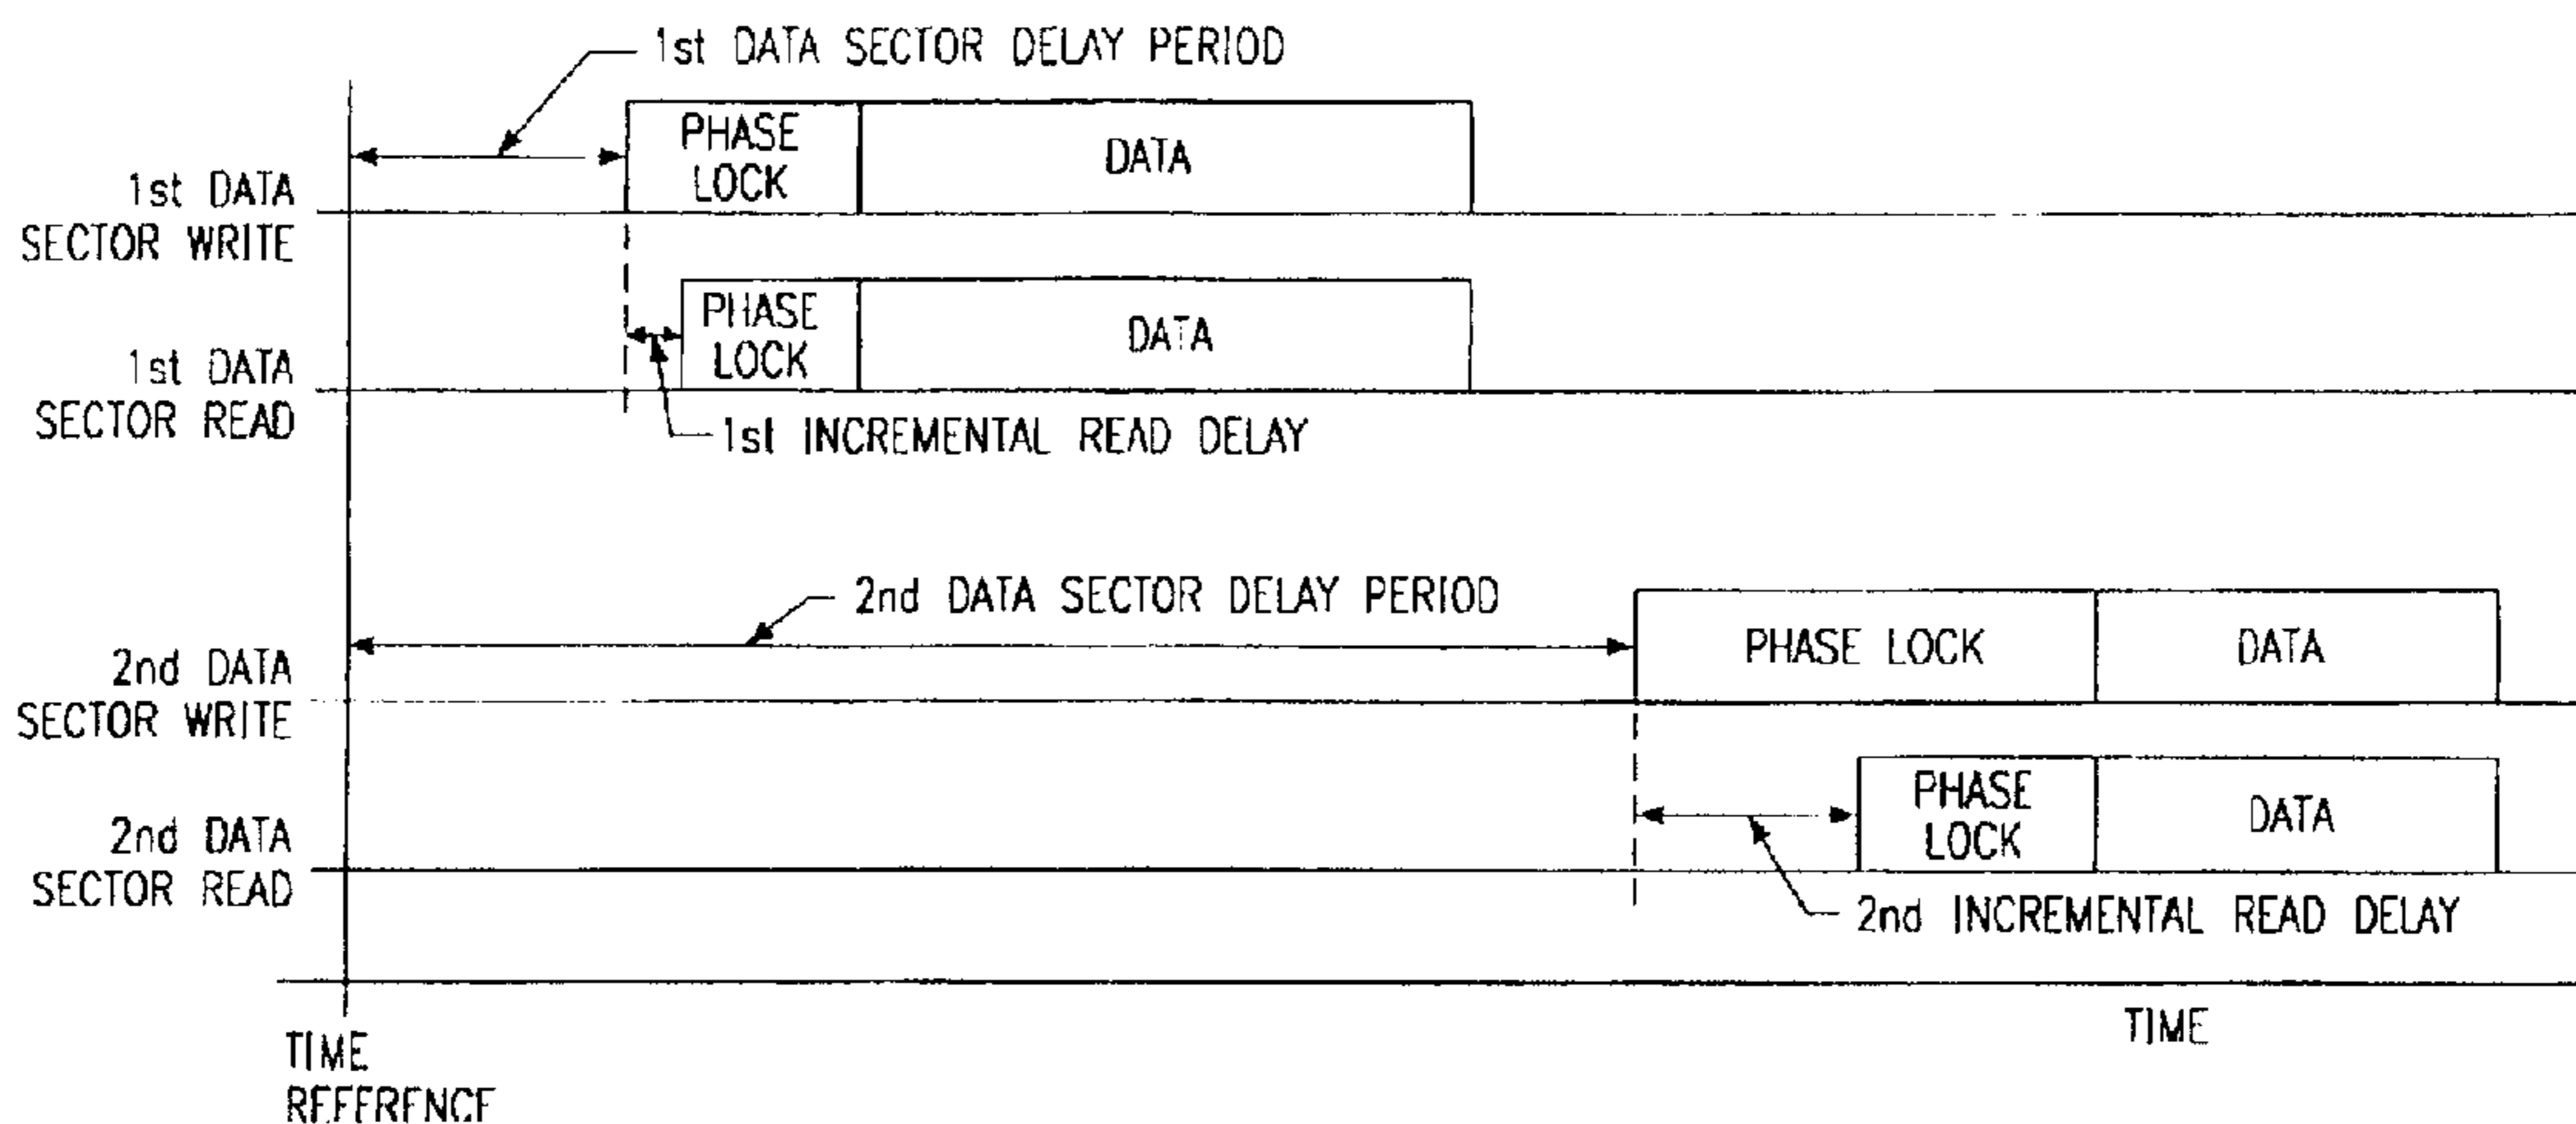 1st DATA SECTOR DELAY PERIOD
PHASE
LOCK
DATA
1st DATA
SECTOR WRITE
PHASE
LOCK
DATA
1st DATA
SECTOR READ
1st INCREMENTAL READ DELAY
2nd DATA SECTOR DELAY PERIOD
PHASE LOCK
DATA
2nd DATA
SECTOR WRITE
PHASE
LOCK
DATA
2nd DATA
SECTOR READ
2nd INCREMENTAL READ DELAY
TIME
TIME
REFERENCE